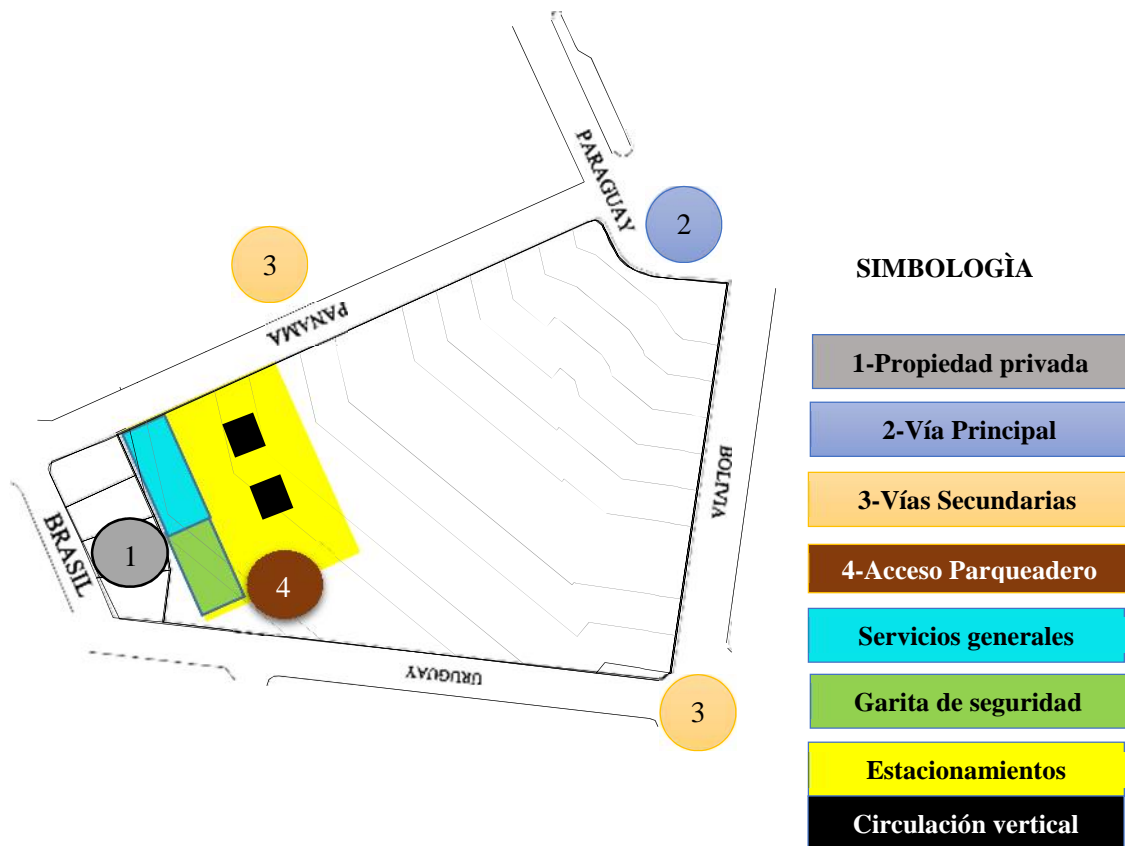 PARAGUAY
2
3
PANAMA
BOLIVIA
BRASIL
1
4
URUGUAY
3
SIMBOLOGÌA
1-Propiedad privada
2-Vía Principal
3-Vías Secundarias
4-Acceso Parqueadero
Servicios generales
Garita de seguridad
Estacionamientos
Circulación vertical